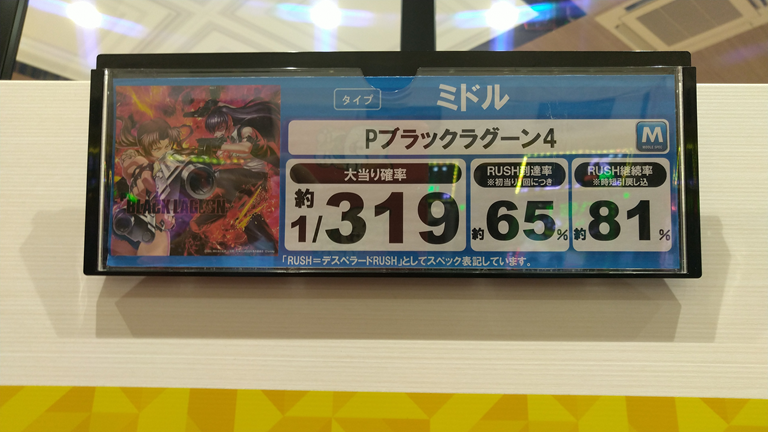 タイプ ミドル
Pブラックラグーン4 M
BLACK LAGOON
大当り確率
約1/319
RUSH到達率
※初当り1回につき
約65%
RUSH継続率
※時短引戻し込
約81%
「RUSH=デスペラードRUSH」としてスペック表記しています。